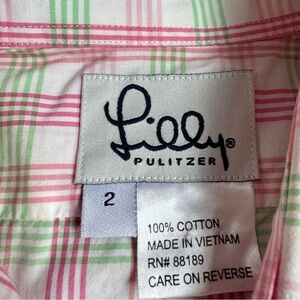 Lilly®
PULITZER
2
100% COTTON
MADE IN VIETNAM
RN# 88189
CARE ON REVERSE